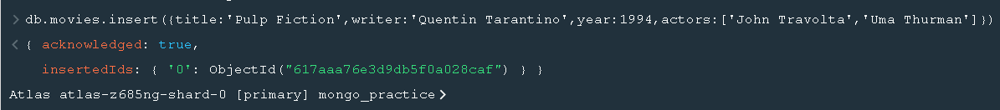 > db.movies.insert({title:'Pulp Fiction',writer:'Quentin Tarantino',year:1994,actors:['John Travolta','Uma Thurman']})
< { acknowledged: true,
insertedIds: { '0': ObjectId("617aaa76e3d9db5f0a028caf") } }
Atlas atlas-z685ng-shard-0 [primary] mongo_practice>